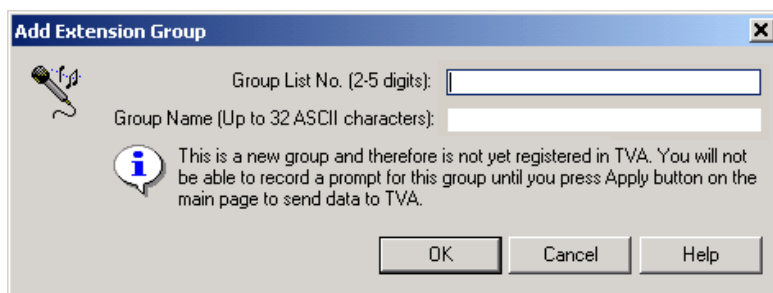 Add Extension Group
Group List No. (2-5 digits):
Group Name (Up to 32 ASCII characters):
This is a new group and therefore is not yet registered in TVA. You will not
be able to record a prompt for this group until you press Apply button on the
main page to send data to TVA.
OK
Cancel
Help